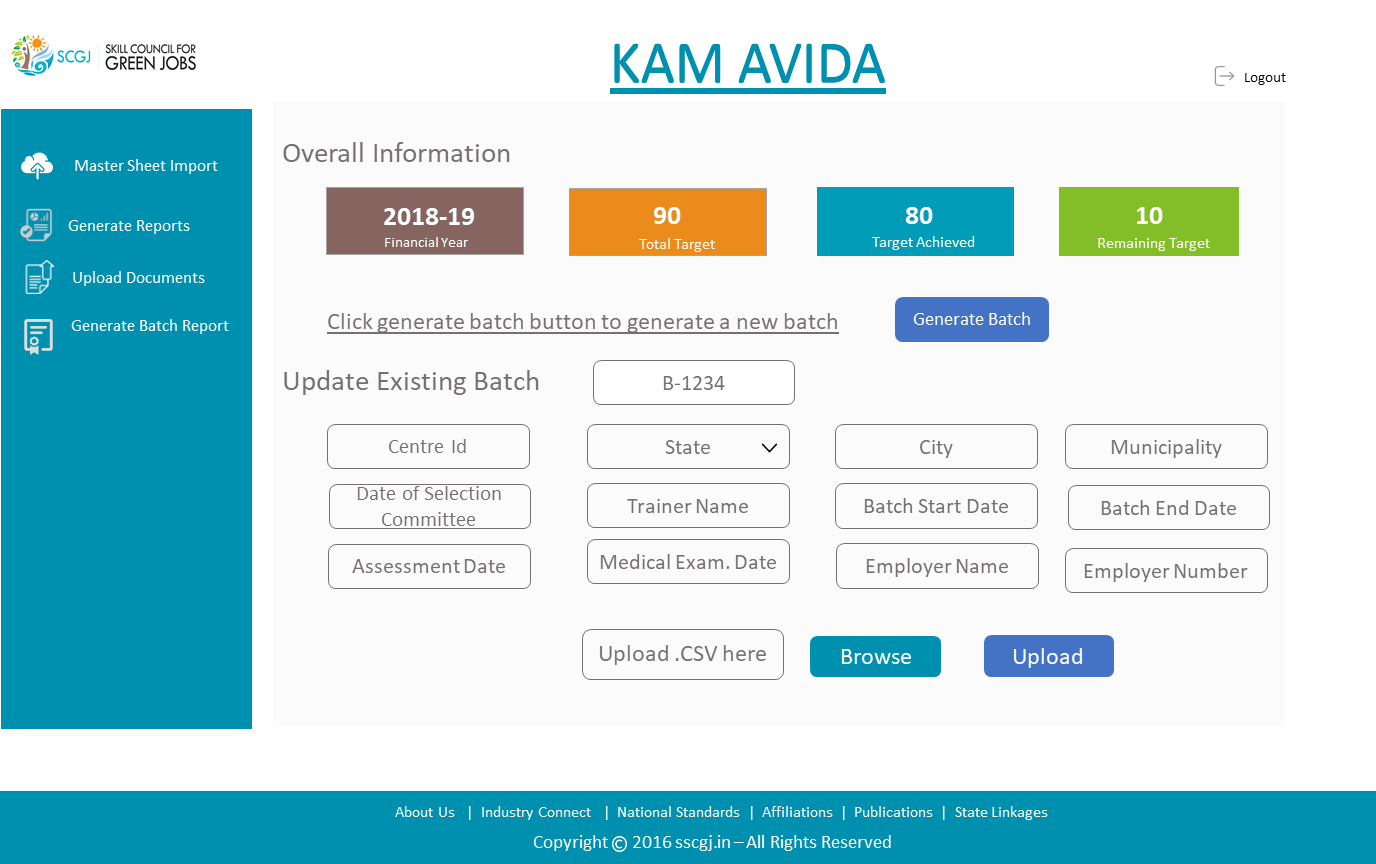 SCGJ
SKILL COUNCIL FOR
GREEN JOBS
KAM AVIDA
Logout
Master Sheet Import
Generate Reports
Upload Documents
Generate Batch Report
Overall Information
2018-19
Financial Year
90
Total Target
80
Target Achieved
10
Remaining Target
Click generate batch button to generate a new batch
Generate Batch
Update Existing Batch
B-1234
Centre Id
State
City
Municipality
Date of Selection
Committee
Trainer Name
Batch Start Date
Batch End Date
Assessment Date
Medical Exam. Date
Employer Name
Employer Number
Upload .CSV here
Browse
Upload
About Us | Industry Connect | National Standards | Affiliations | Publications | State Linkages
Copyright © 2016 sscgj.in – All Rights Reserved